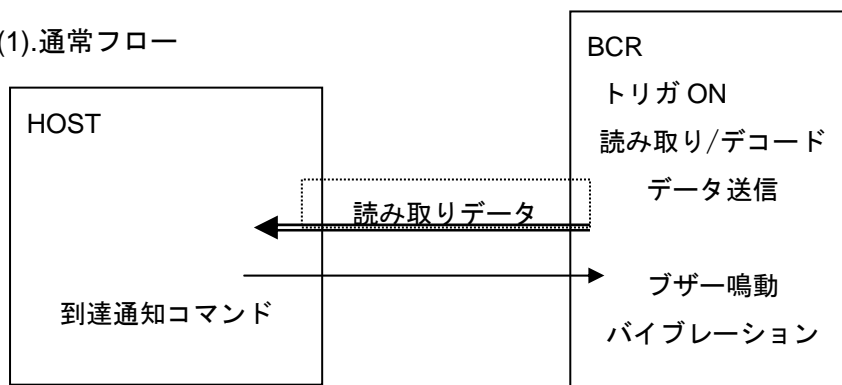 (1).通常フロー
BCR
トリガ ON
HOST
読み取り/デコード
データ送信
読み取りデータ
ブザー鳴動
到達通知コマンド
バイブレーション